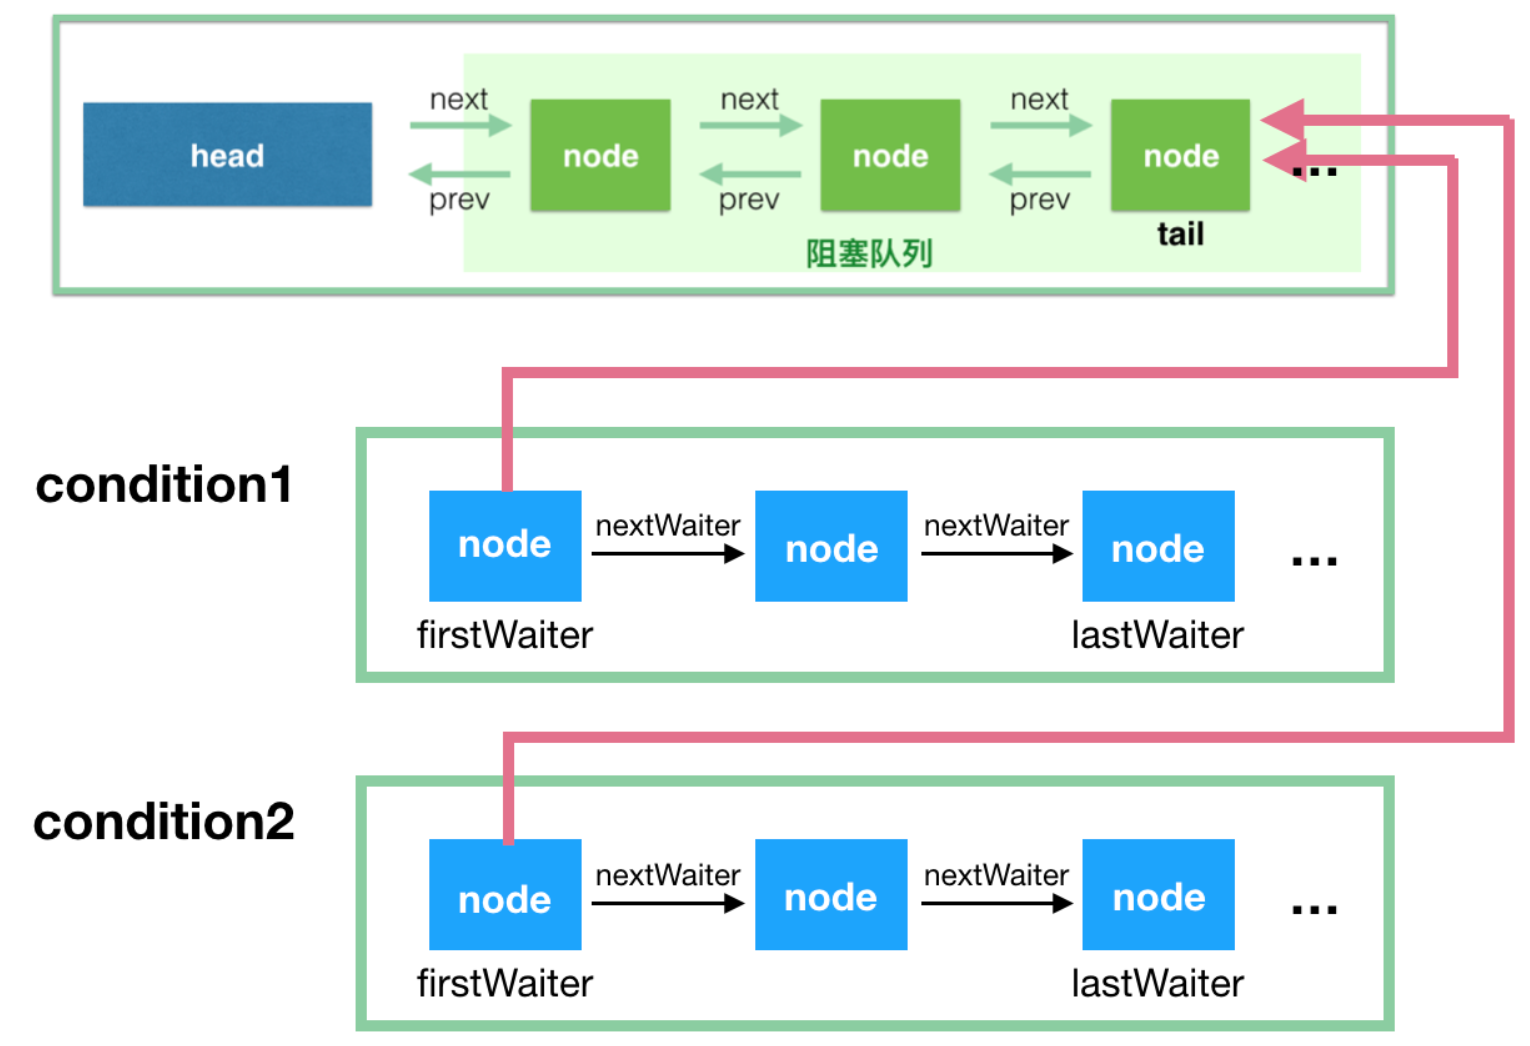 next next next
head node node node ...
prev prev prev
tail
阻塞队列
condition1
node nextWaiter node nextWaiter node ...
firstWaiter lastWaiter
condition2
node nextWaiter node nextWaiter node ...
firstWaiter lastWaiter